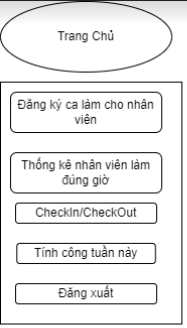 Trang Chủ
Đăng ký ca làm cho nhân
viên
Thống kê nhân viên làm
đúng giờ
CheckIn/CheckOut
Tính công tuần này
Đăng xuất